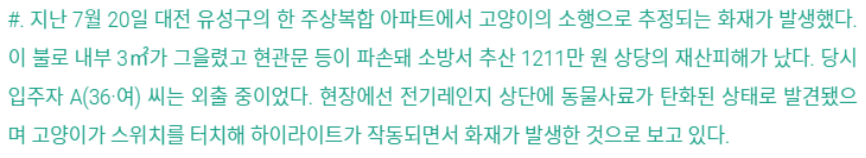 #. 지난 7월 20일 대전 유성구의 한 주상복합 아파트에서 고양이의 소행으로 추정되는 화재가 발생했다.
이 불로 내부 3㎡가 그을렸고 현관문 등이 파손돼 소방서 추산 1211만 원 상당의 재산피해가 났다. 당시
입주자 A(36·여) 씨는 외출 중이었다. 현장에선 전기레인지 상단에 동물사료가 탄화된 상태로 발견됐으
며 고양이가 스위치를 터치해 하이라이트가 작동되면서 화재가 발생한 것으로 보고 있다.